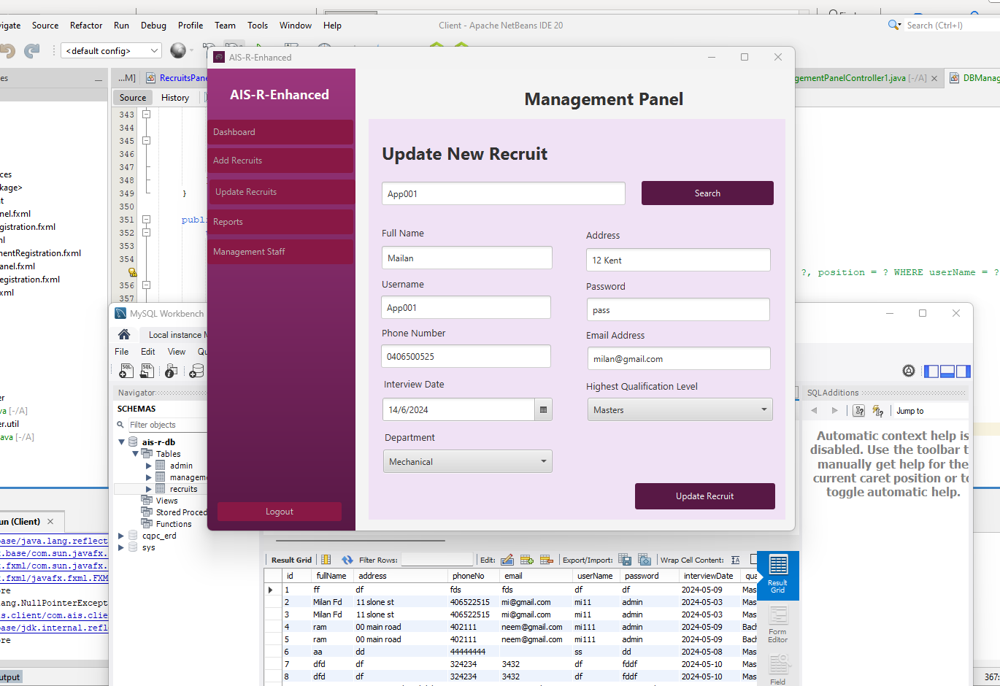 Find
vigate Source Refactor Run Debug Profile Team Tools Window Help
Client - Apache NetBeans IDE 20
Search (Ctrl+I)
<default config>
AIS-R-Enhanced
es
...M] RecruitsPan
gementPanelController1.java [-/A] DBManag
Source History
343
344
345
346
347
348
349 }
350
351 publi
352
353
354
?, position = ? WHERE userName = ?
356
357
ces
kage>
nt
nel.fxml
gistration.fxml
ml
mentRegistration.fxml
anel.fxml
egistration.fxml
xml
er
va [-/A]
er.util
java [-/A]
AIS-R-Enhanced
Dashboard
Add Recruits
Update Recruits
Reports
Management Staff
Logout
Management Panel
Update New Recruit
App001 Search
Full Name Address
Mailan 12 Kent
Username Password
App001 pass
Phone Number Email Address
0406500525 milan@gmail.com
Interview Date Highest Qualification Level
14/6/2024 Masters
Department
Mechanical
Update Recruit
MySQL Workbench
Local instance M
File Edit View Qu
Navigator
SCHEMAS
Filter objects
ais-r-db
Tables
admin
managem
recruits
Views
Stored Proced
Functions
cqpc_erd
sys
SQLAdditions
Jump to
Automatic context help is
disabled. Use the toolbar t
manually get help for the
current caret position or to
toggle automatic help.
un (Client)
base/java.lang.reflect
.base/com.sun.javafx.
.fxml/com.sun.javafx.
.fxml/javafx.fxml.FXM
ore
lang.NullPointerExcept
s.client/com.ais.clie
base/jdk.internal.refl
ore
utput
Result Grid Filter Rows: Edit: Export/Import: Wrap Cell Content:
id fullName address phoneNo email userName password interviewDate qua
1 ff df fds fds df df 2024-05-09 Mas
2 Milan Fd 11 slone st 406522515 mi@gmail.com mi11 admin 2024-05-03 Mas
3 Milan Fd 11 slone st 406522515 mi@gmail.com mi11 admin 2024-05-03 Mas
4 ram 00 main road 402111 neem@gmail.com mi111 admin 2024-05-09 Bach
5 ram 00 main road 402111 neem@gmail.com mi111 admin 2024-05-09 Bach
6 aa dd 44444444 ss dd 2024-05-08 Mas
7 dfd df 324234 3432 df fddf 2024-05-10 Mas
8 dfd df 324234 3432 df fddf 2024-05-10 Mas
Result
Grid
Form
Editor
Field
367: